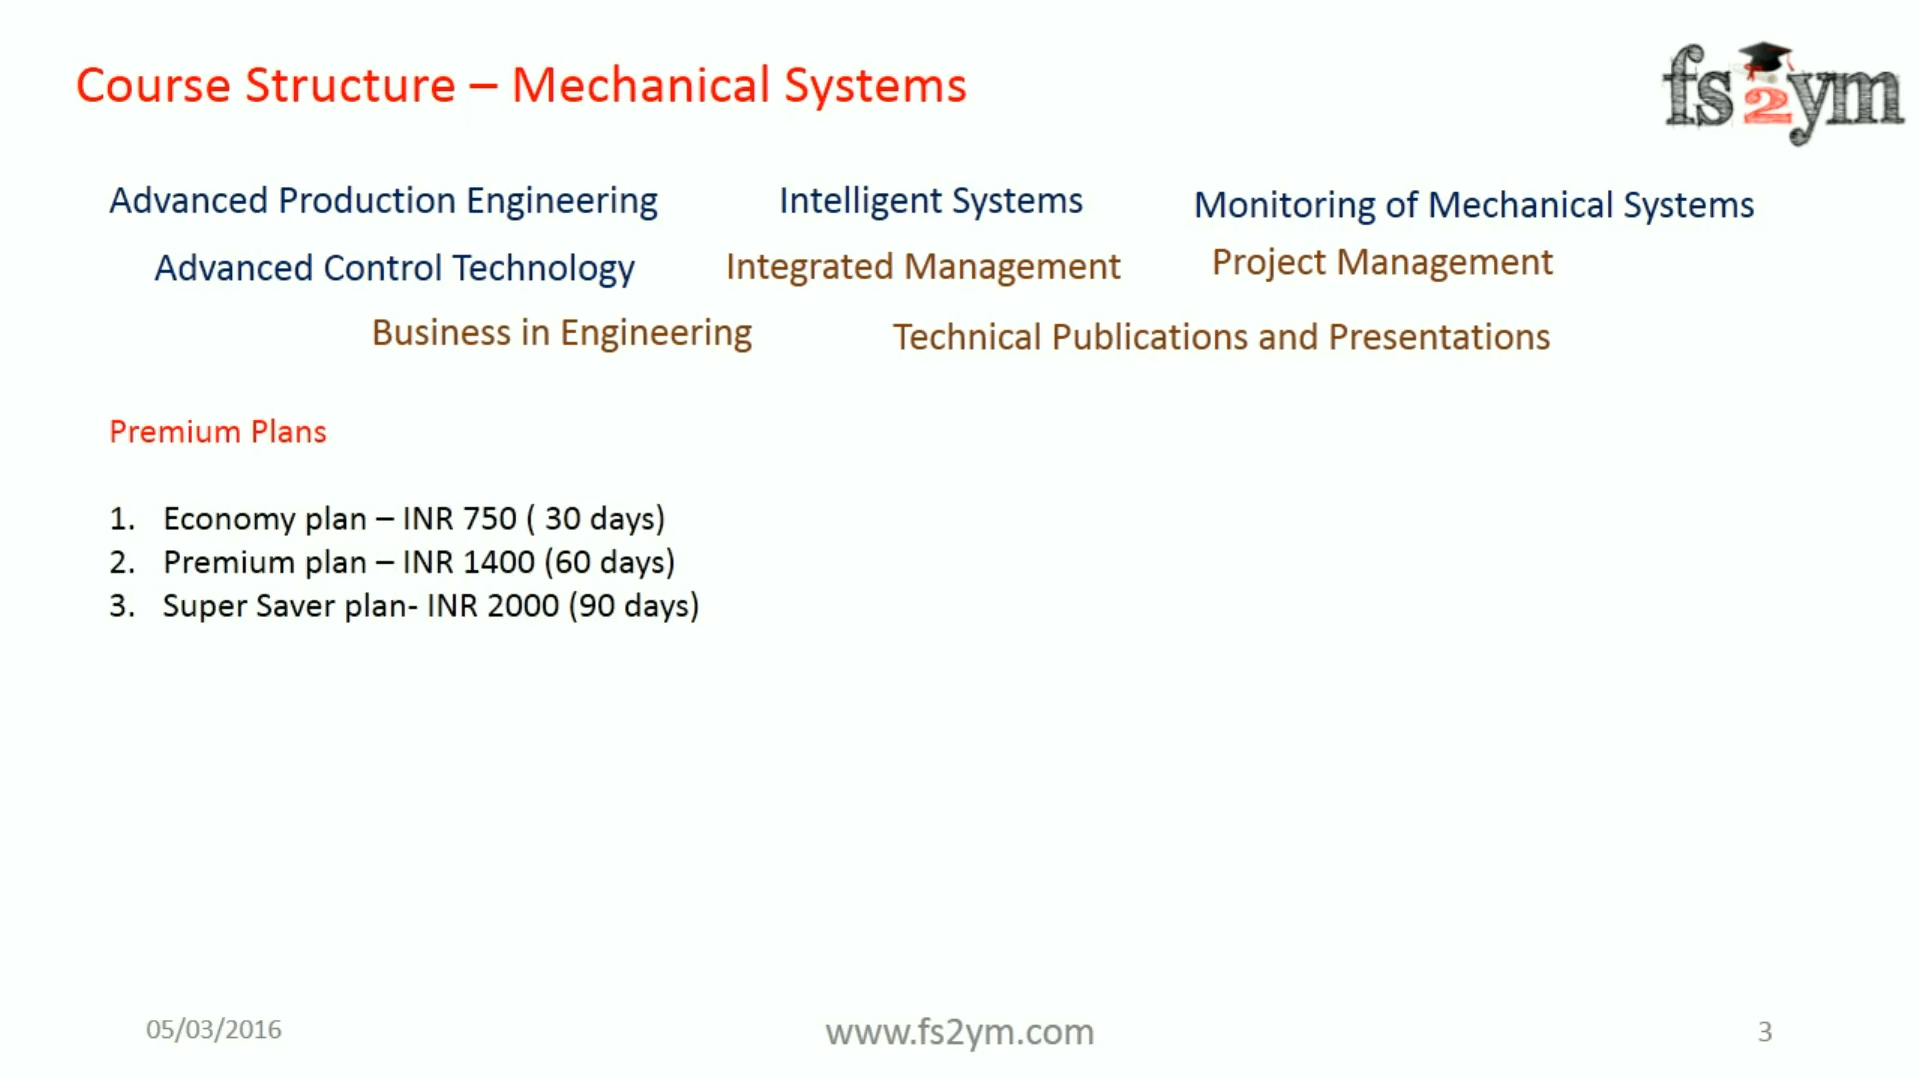 Course Structure – Mechanical Systems
fs2ym
Advanced Production Engineering Intelligent Systems Monitoring of Mechanical Systems
Advanced Control Technology Integrated Management Project Management
Business in Engineering Technical Publications and Presentations
Premium Plans
1. Economy plan – INR 750 ( 30 days)
2. Premium plan – INR 1400 (60 days)
3. Super Saver plan- INR 2000 (90 days)
05/03/2016 www.fs2ym.com 3